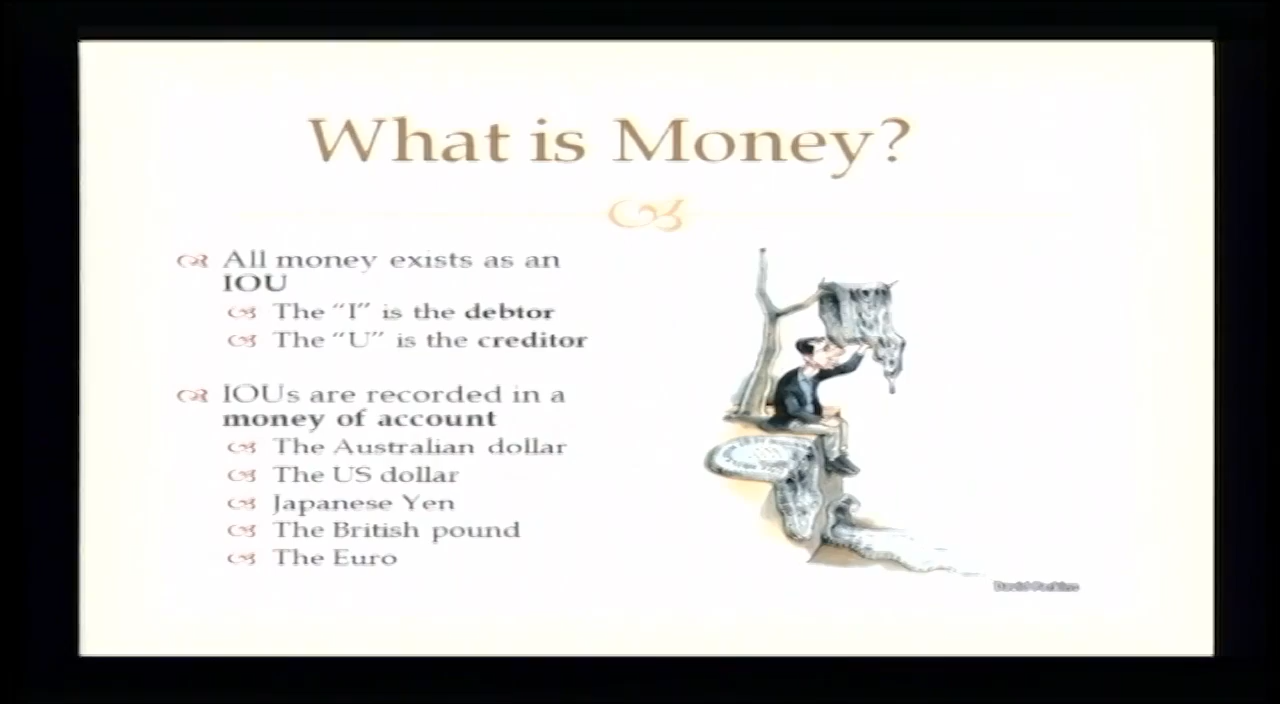 What is Money?
All money exists as an
IOU
The “I” is the debtor
The “U” is the creditor
IOUs are recorded in a
money of account
The Australian dollar
The US dollar
Japanese Yen
The British pound
The Euro